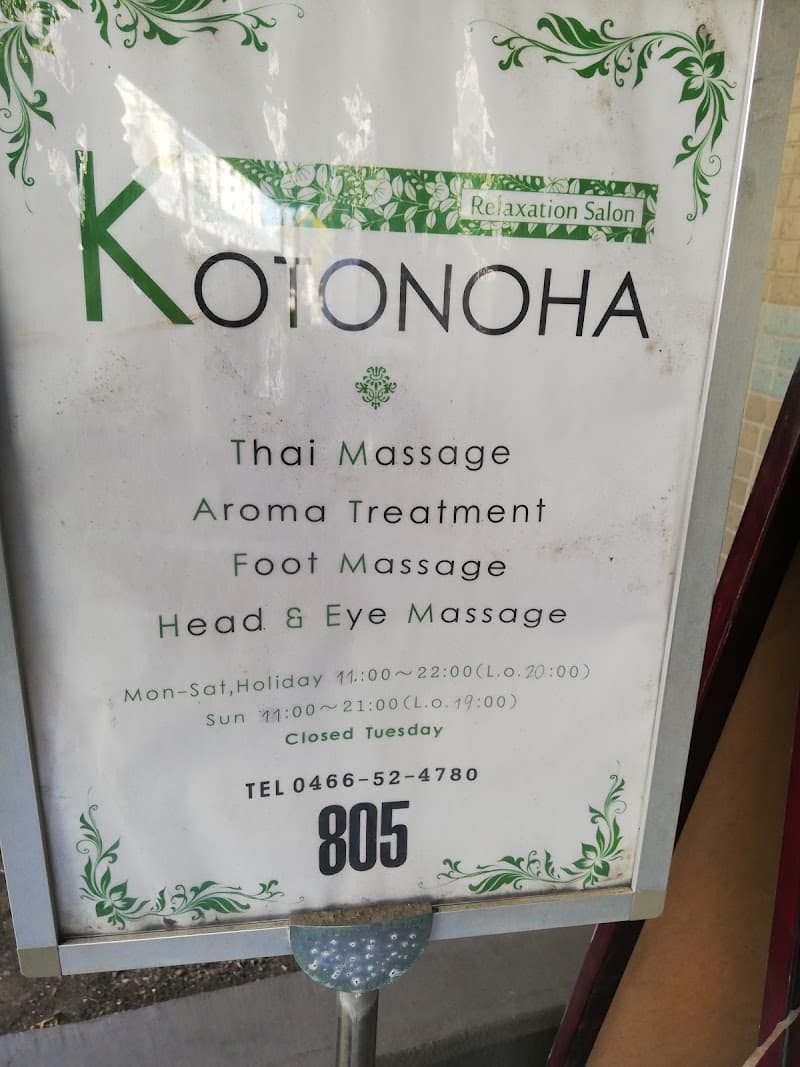 Relaxation Salon
KOTONOHA
Thai Massage
Aroma Treatment
Foot Massage
Head & Eye Massage
Mon-Sat,Holiday 11:00～22:00(L.o.20:00)
Sun 11:00～21:00(L.o.19:00)
Closed Tuesday
TEL 0466-52-4780
805